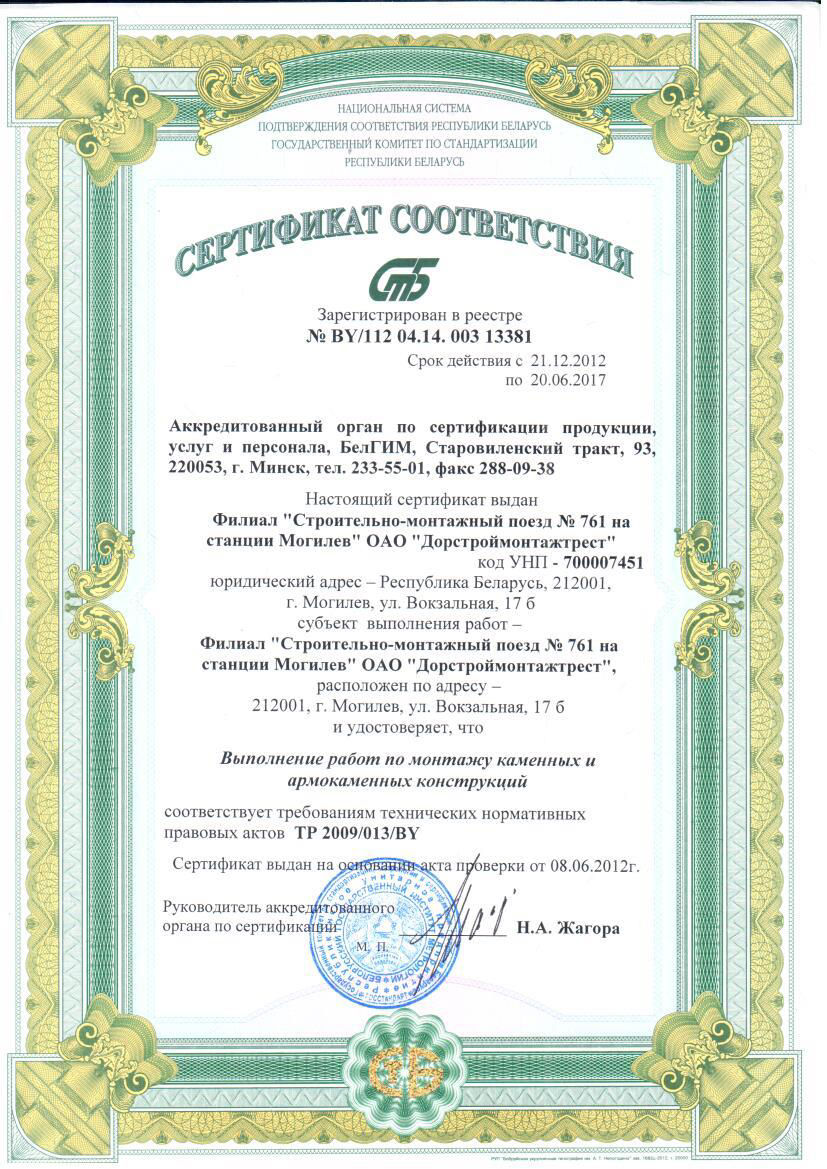 НАЦИОНАЛЬНАЯ СИСТЕМА
ПОДТВЕРЖДЕНИЯ СООТВЕТСТВИЯ РЕСПУБЛИКИ БЕЛАРУСЬ
ГОСУДАРСТВЕННЫЙ КОМИТЕТ ПО СТАНДАРТИЗАЦИИ
РЕСПУБЛИКИ БЕЛАРУСЬ
СЕРТИФИКАТ СООТВЕТСТВИЯ
СТБ
Зарегистрирован в реестре
№ BY/112 04.14. 003 13381
Срок действия с 21.12.2012
по 20.06.2017
Аккредитованный орган по сертификации продукции,
услуг и персонала, БелГИМ, Старовиленский тракт, 93,
220053, г. Минск, тел. 233-55-01, факс 288-09-38
Настоящий сертификат выдан
Филиал "Строительно-монтажный поезд № 761 на
станции Могилев" ОАО "Дорстроймонтажтрест"
код УНП - 700007451
юридический адрес – Республика Беларусь, 212001,
г. Могилев, ул. Вокзальная, 17 б
субъект выполнения работ –
Филиал "Строительно-монтажный поезд № 761 на
станции Могилев" ОАО "Дорстроймонтажтрест",
расположен по адресу –
212001, г. Могилев, ул. Вокзальная, 17 б
и удостоверяет, что
Выполнение работ по монтажу каменных и
армокаменных конструкций
соответствует требованиям технических нормативных
правовых актов ТР 2009/013/BY
Сертификат выдан на основании акта проверки от 08.06.2012г.
Руководитель аккредитованного
органа по сертификации
М. П.
Н.А. Жагора
БЕЛОРУССКИЙ ГОСУДАРСТВЕННЫЙ ИНСТИТУТ МЕТРОЛОГИИ
СТБ